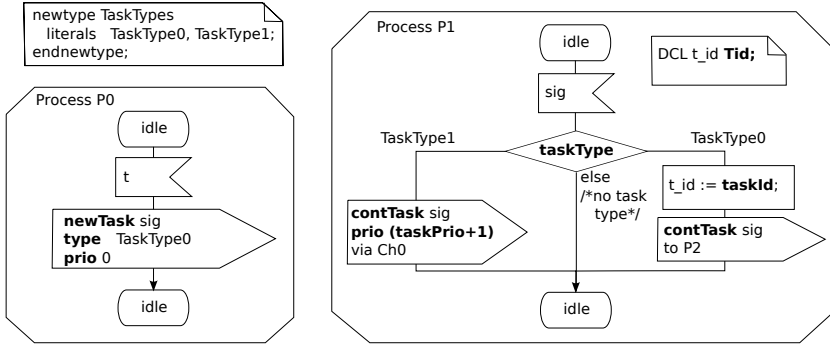 newtype TaskTypes
literals TaskType0, TaskType1;
endnewtype;
Process P0
idle
t
newTask sig
type TaskType0
prio 0
idle
Process P1
idle
DCL t_id Tid;
sig
TaskType1
taskType
TaskType0
else
/*no task
type*/
t_id := taskId;
contTask sig
prio (taskPrio+1)
via Ch0
contTask sig
to P2
idle